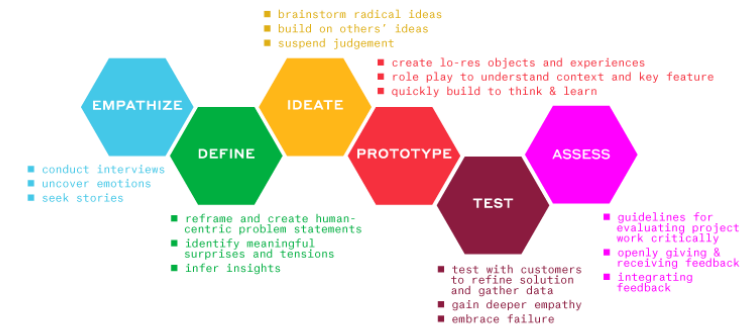 brainstorm radical ideas
build on others' ideas
suspend judgement
create lo-res objects and experiences
role play to understand context and key feature
quickly build to think & learn
EMPATHIZE
IDEATE
DEFINE
PROTOTYPE
ASSESS
TEST
conduct interviews
uncover emotions
seek stories
reframe and create human-
centric problem statements
identify meaningful
surprises and tensions
infer insights
guidelines for
evaluating project
work critically
openly giving &
receiving feedback
integrating
feedback
test with customers
to refine solution
and gather data
gain deeper empathy
embrace failure